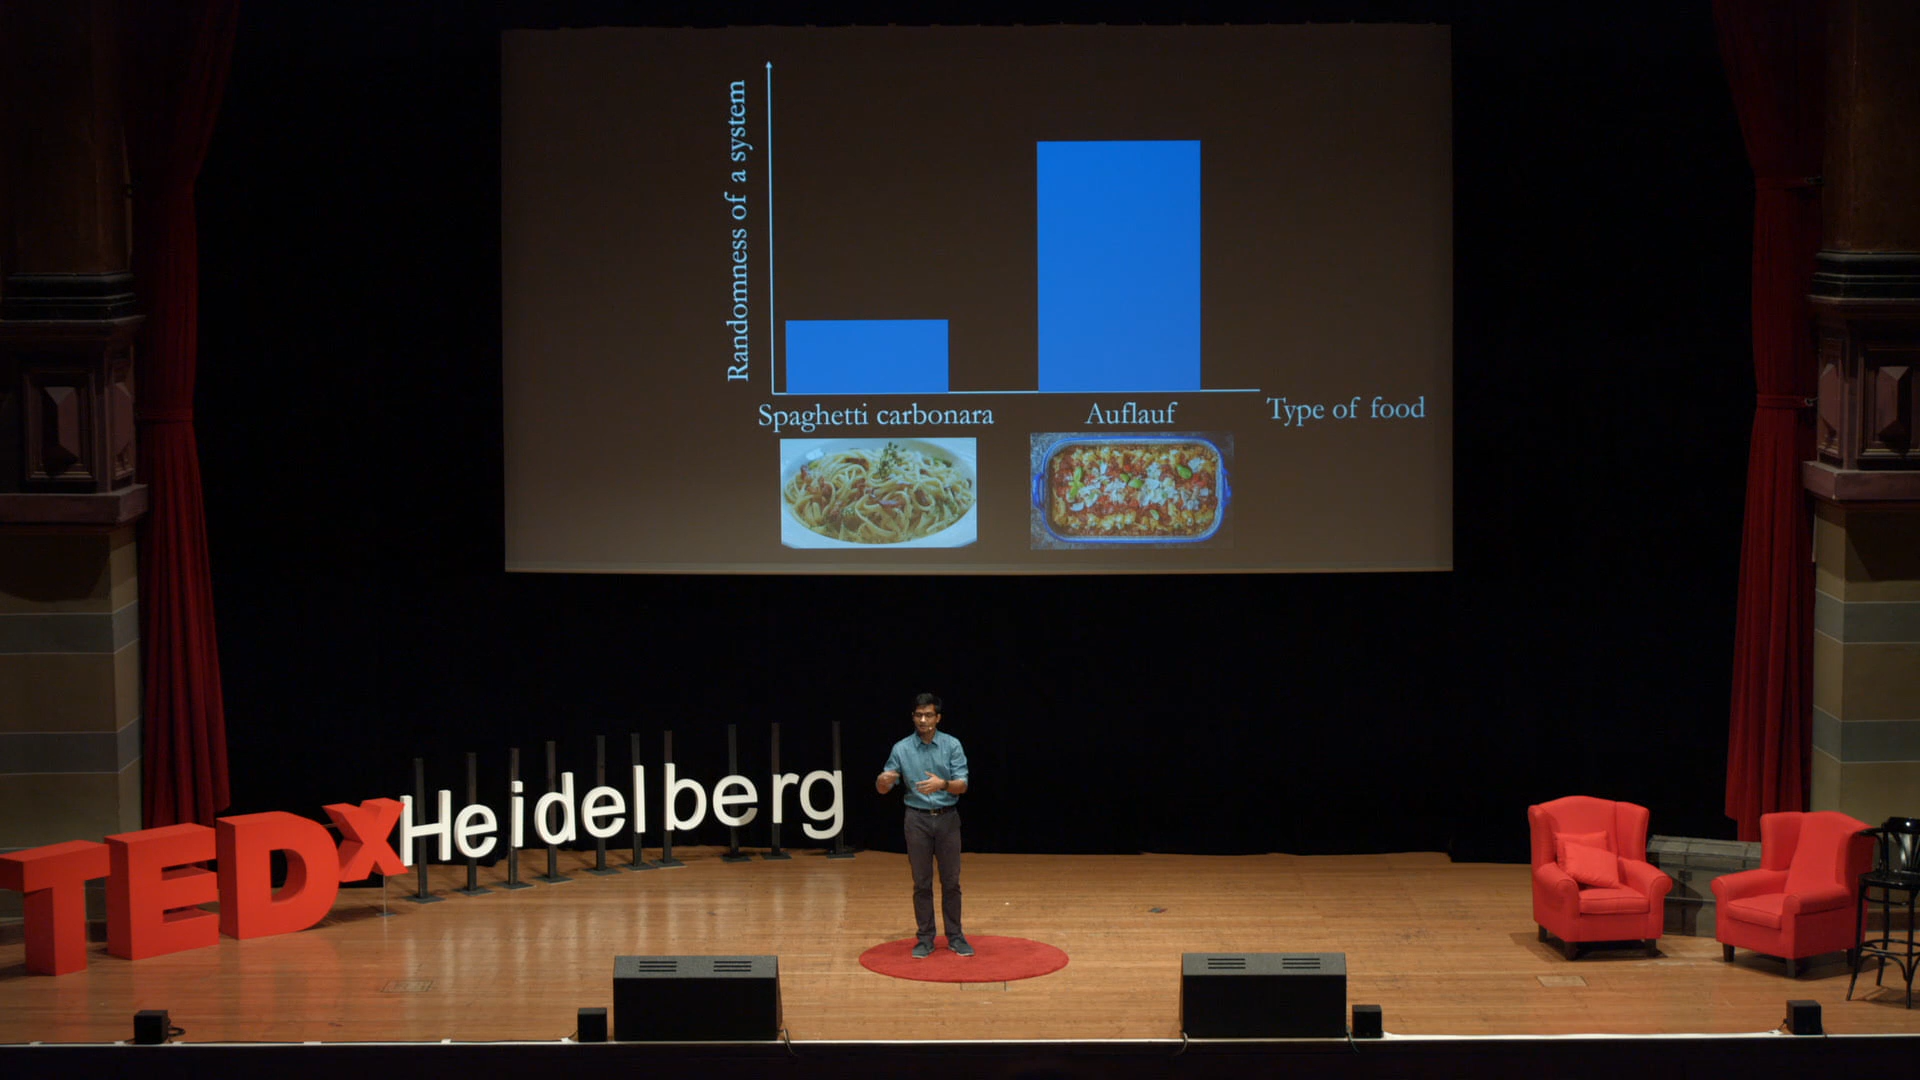 Randomness of a system
Spaghetti carbonara
Auflauf
Type of food
TEDxHeidelberg